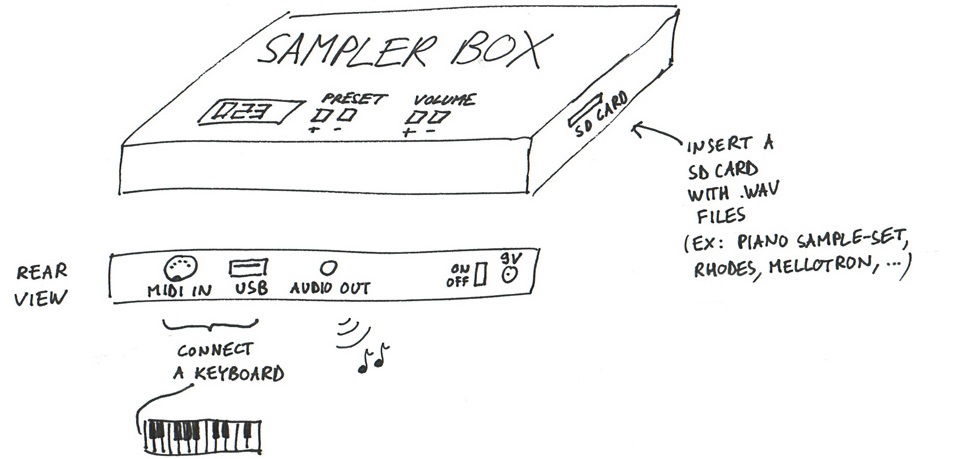 SAMPLER BOX
023
PRESET
VOLUME
+ -
+ -
SD CARD
INSERT A
SD CARD
WITH .WAV
FILES
(EX: PIANO SAMPLE-SET,
RHODES, MELLOTRON, ...)
REAR
VIEW
MIDI IN
USB
AUDIO OUT
ON
OFF
9V
CONNECT
A KEYBOARD